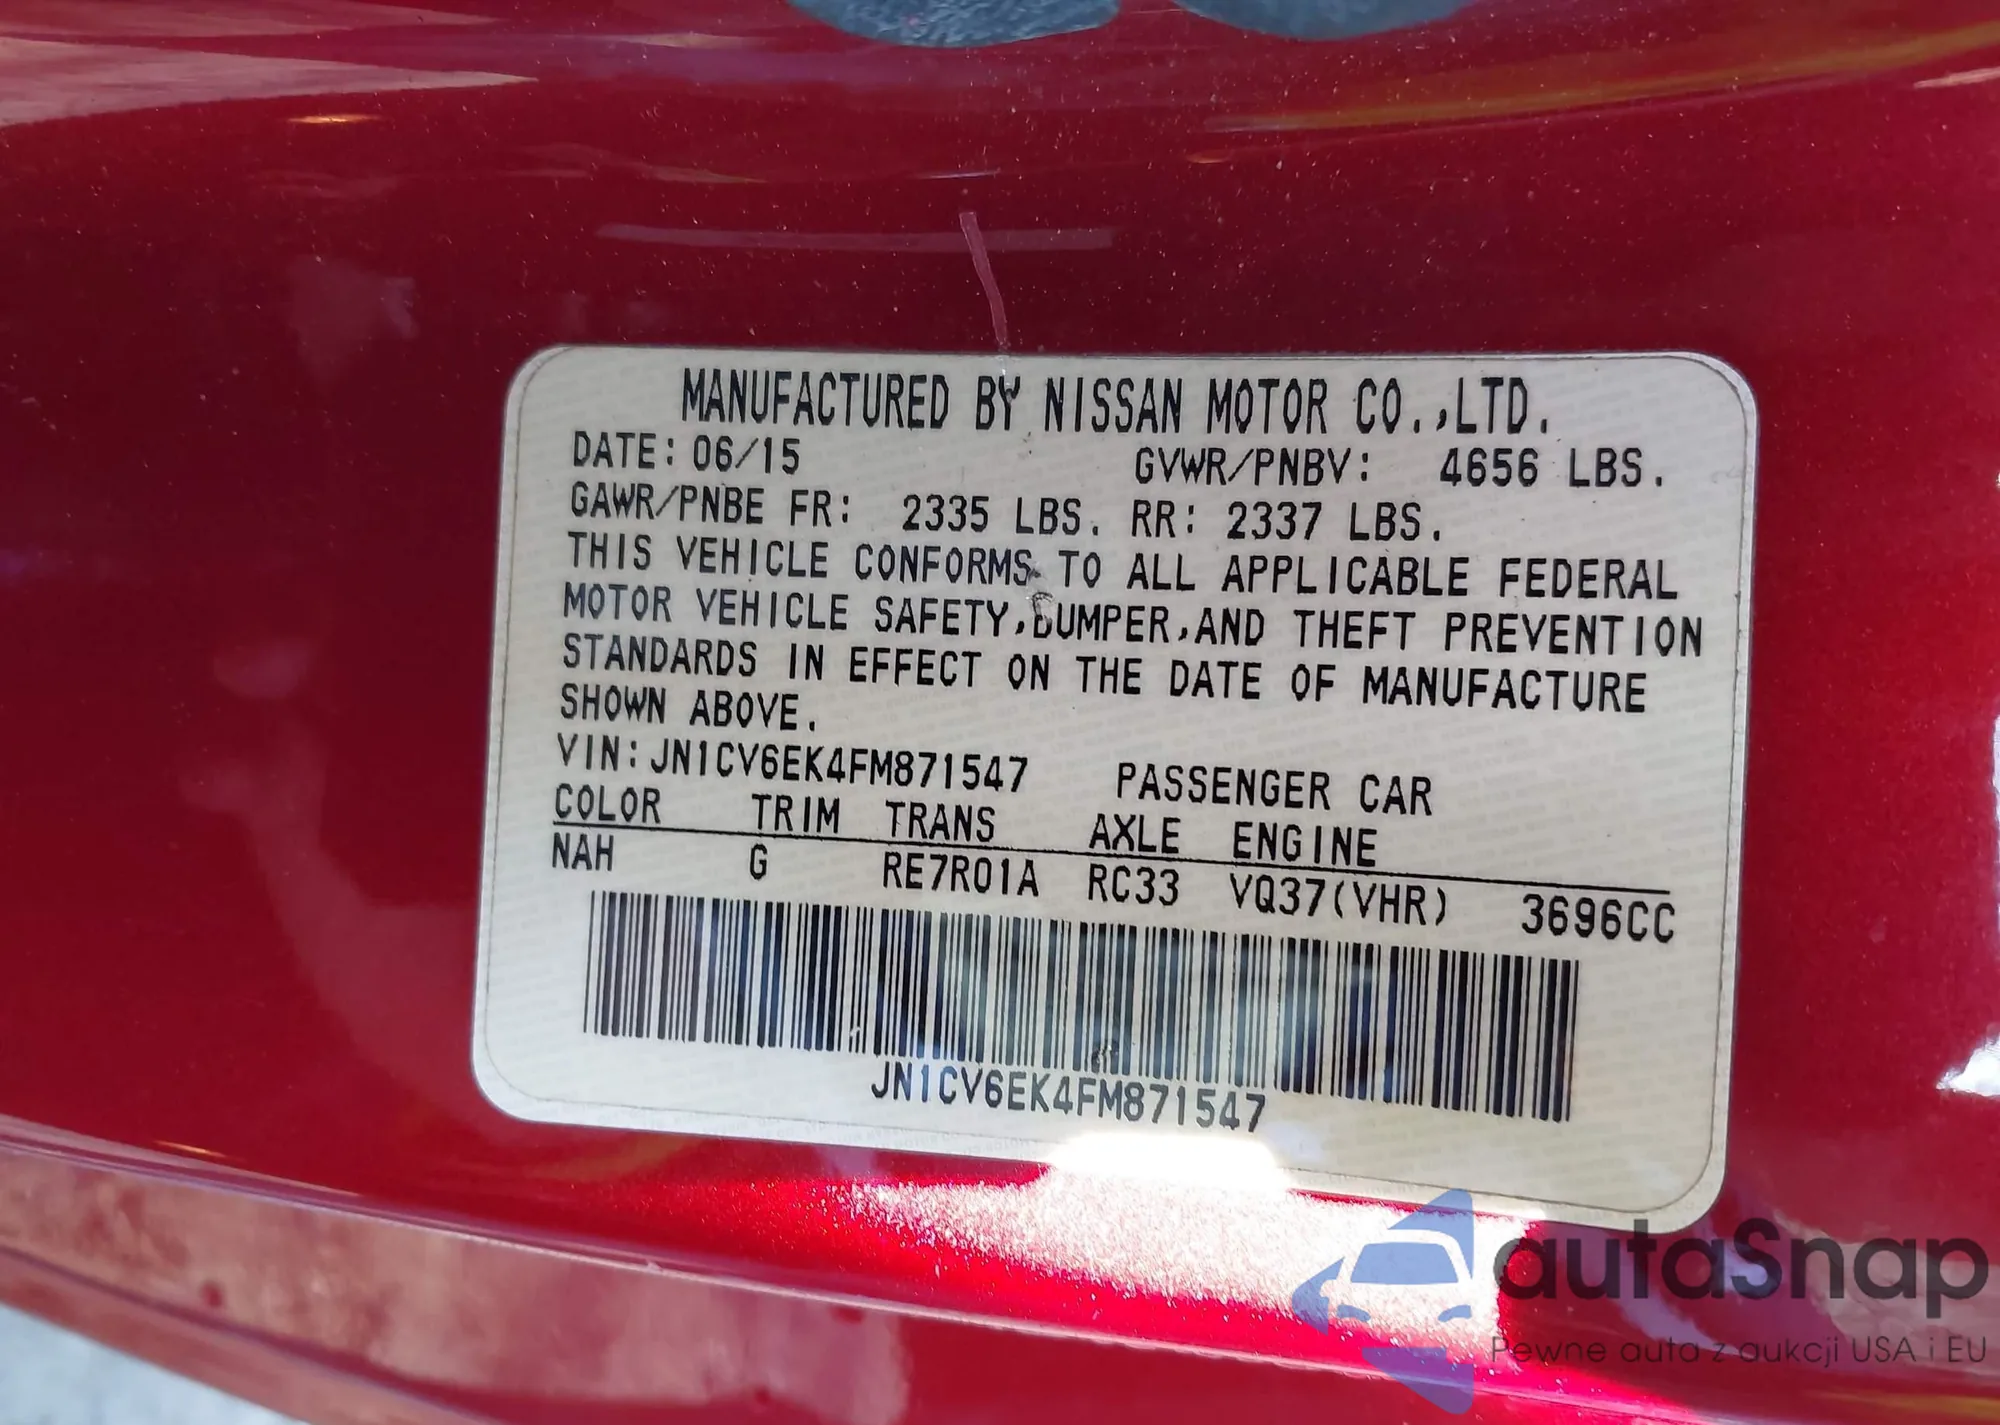 MANUFACTURED BY NISSAN MOTOR CO.,LTD.
DATE: 06/15 GVWR/PNBV: 4656 LBS.
GAWR/PNBE FR: 2335 LBS. RR: 2337 LBS.
THIS VEHICLE CONFORMS TO ALL APPLICABLE FEDERAL
MOTOR VEHICLE SAFETY,BUMPER,AND THEFT PREVENTION
STANDARDS IN EFFECT ON THE DATE OF MANUFACTURE
SHOWN ABOVE.
VIN:JN1CV6EK4FM871547 PASSENGER CAR
COLOR TRIM TRANS AXLE ENGINE
NAH G RE7R01A RC33 VQ37(VHR) 3696CC
JN1CV6EK4FM871547
autaSnap
Pewne auta z aukcji USA i EU